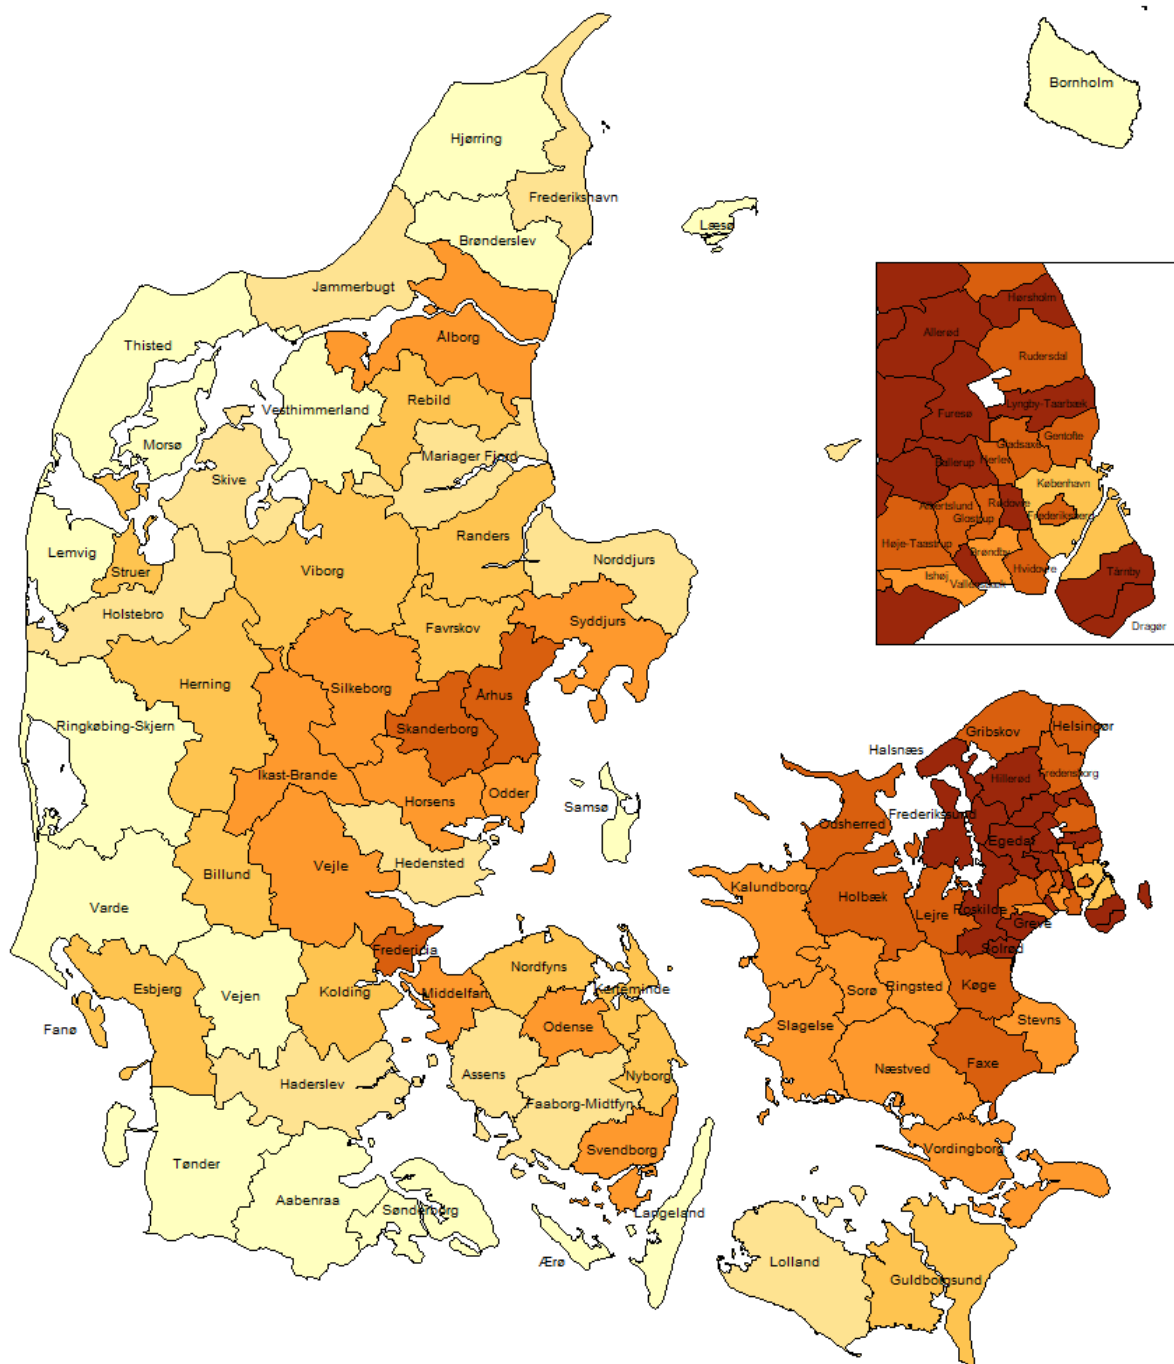 Bornholm
Hjørring
Frederikshavn
Læsø
Brønderslev
Jammerbugt
Ålborg
Thisted
Vesthimmerland
Rebild
Morsø
Mariager Fjord
Skive
Randers
Norddjurs
Lemvig
Struer
Viborg
Holstebro
Favrskov
Syddjurs
Herning
Silkeborg
Århus
Ringkøbing-Skjern
Skanderborg
Ikast-Brande
Horsens
Odder
Samsø
Hedensted
Vejle
Billund
Varde
Fredericia
Esbjerg
Vejen
Kolding
Middelfart
Nordfyns
Kerteminde
Fanø
Odense
Assens
Nyborg
Haderslev
Faaborg-Midtfyn
Svendborg
Tønder
Aabenraa
Sønderborg
Langeland
Ærø
Hørsholm
Allerød
Rudersdal
Lyngby-Taarbæk
Furesø
Gentofte
Gladsaxe
Herlev
Ballerup
København
Albertslund
Rødovre
Frederiksberg
Glostrup
Høje-Taastrup
Brøndby
Hvidovre
Ishøj
Vallensbæk
Tårnby
Dragør
Gribskov
Helsingør
Halsnæs
Hillerød
Fredensborg
Frederikssund
Odsherred
Egedal
Kalundborg
Holbæk
Lejre
Roskilde
Greve
Solrød
Sorø
Ringsted
Køge
Slagelse
Stevns
Næstved
Faxe
Vordingborg
Lolland
Guldborgsund